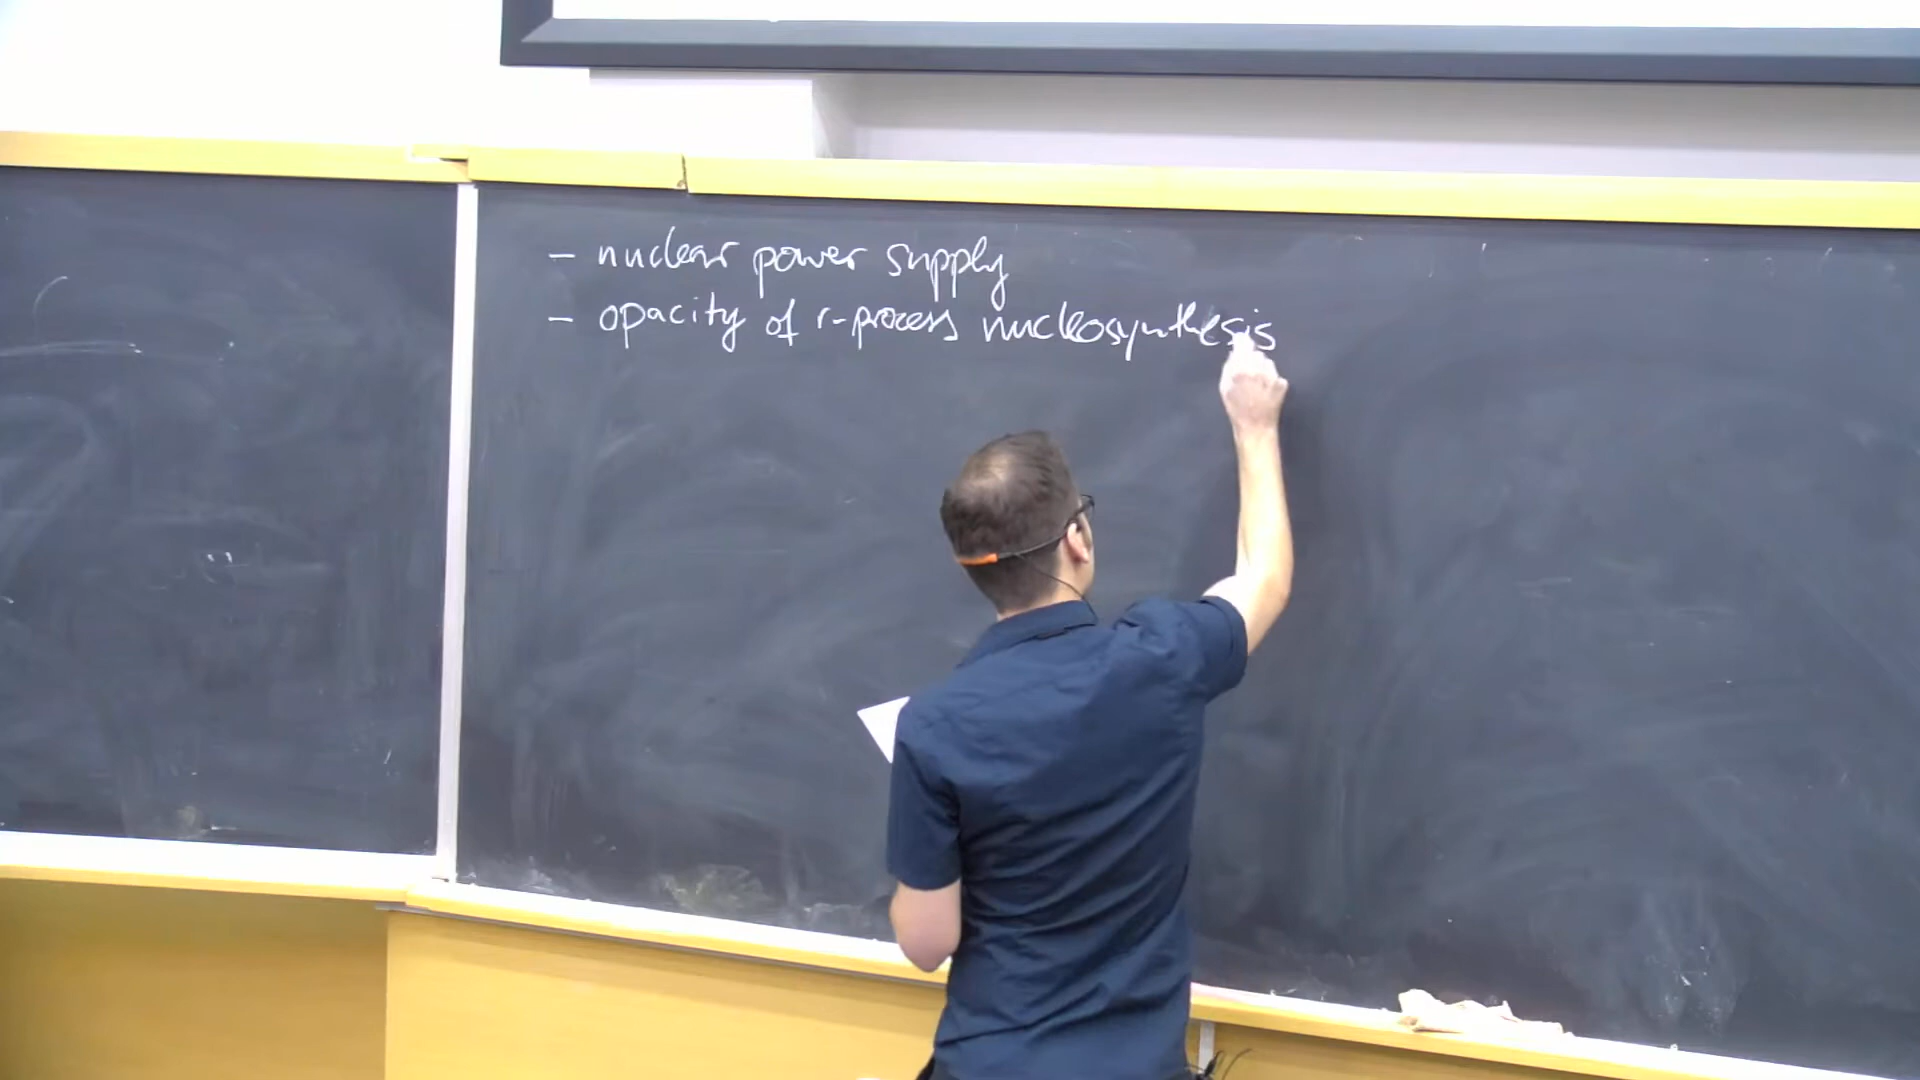 - nuclear power supply
- opacity of r-process nucleosynthesis